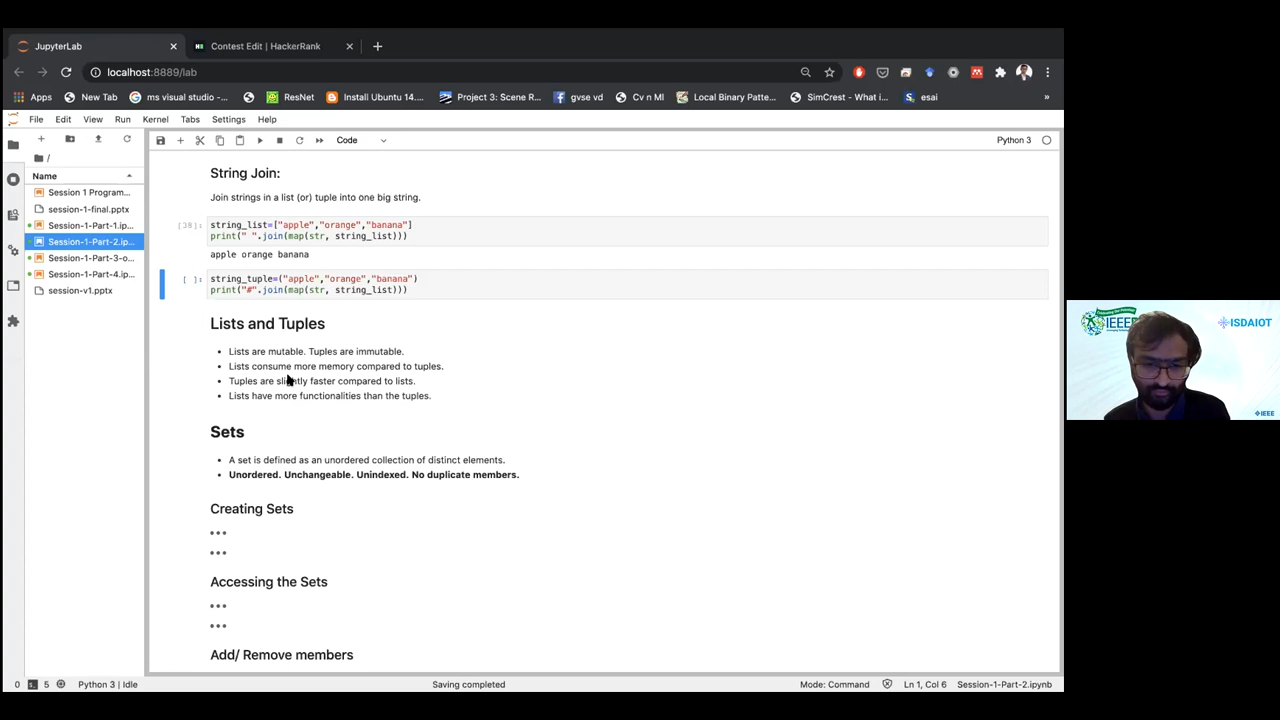 JupyterLab
Contest Edit | HackerRank
localhost:8889/lab
Apps
New Tab
ms visual studio -...
ResNet
Install Ubuntu 14....
Project 3: Scene R...
gvse vd
Cv n Ml
Local Binary Patte...
SimCrest - What i...
esai
»
File Edit View Run Kernel Tabs Settings Help
Code
Python 3
/
Name
Session 1 Program...
session-1-final.pptx
Session-1-Part-1.ip...
Session-1-Part-2.ip...
Session-1-Part-3-o...
Session-1-Part-4.ip...
session-v1.pptx
String Join:
Join strings in a list (or) tuple into one big string.
[38]:
string_list=["apple","orange","banana"]
print(" ".join(map(str, string_list)))
apple orange banana
[ ]:
string_tuple=("apple","orange","banana")
print("#".join(map(str, string_list)))
Lists and Tuples
• Lists are mutable. Tuples are immutable.
• Lists consume more memory compared to tuples.
• Tuples are slightly faster compared to lists.
• Lists have more functionalities than the tuples.
Sets
• A set is defined as an unordered collection of distinct elements.
• Unordered. Unchangeable. Unindexed. No duplicate members.
Creating Sets
Accessing the Sets
Add/ Remove members
0
5
Python 3 | Idle
Saving completed
Mode: Command
Ln 1, Col 6
Session-1-Part-2.ipynb
IEEE
ISDAIOT
IEEE